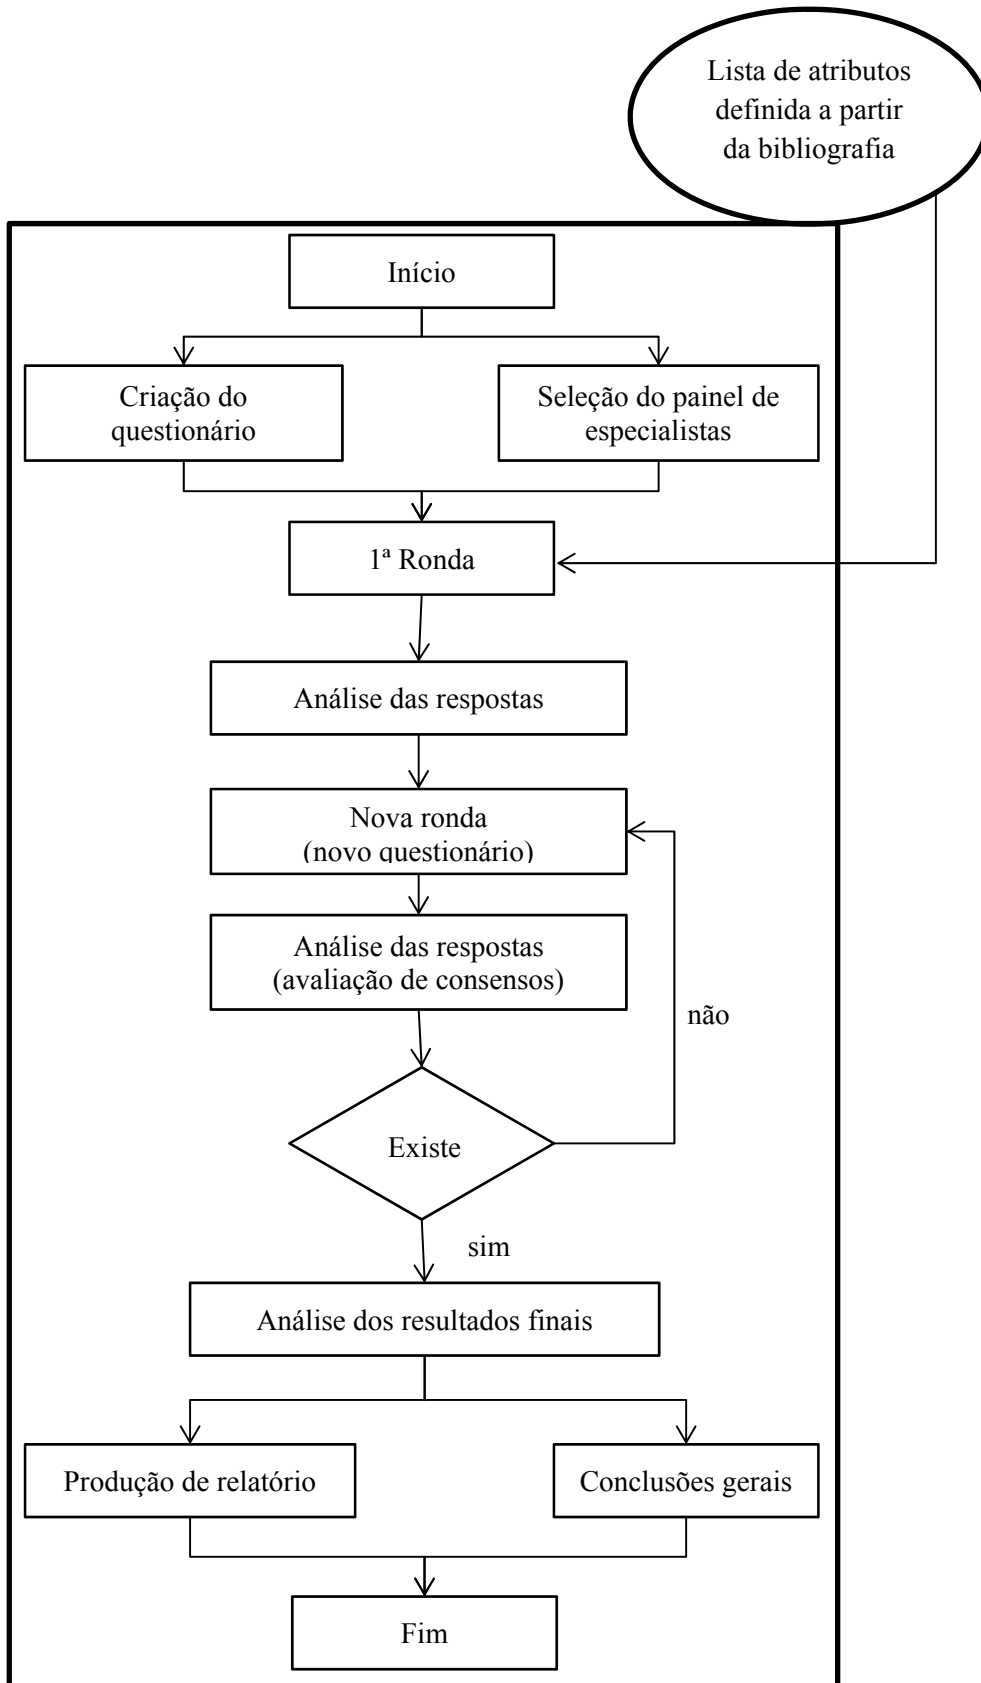 Lista de atributos
definida a partir
da bibliografia
Início
Criação do
questionário
Seleção do painel de
especialistas
1ª Ronda
Análise das respostas
Nova ronda
(novo questionário)
Análise das respostas
(avaliação de consensos)
não
Existe
sim
Análise dos resultados finais
Produção de relatório
Conclusões gerais
Fim